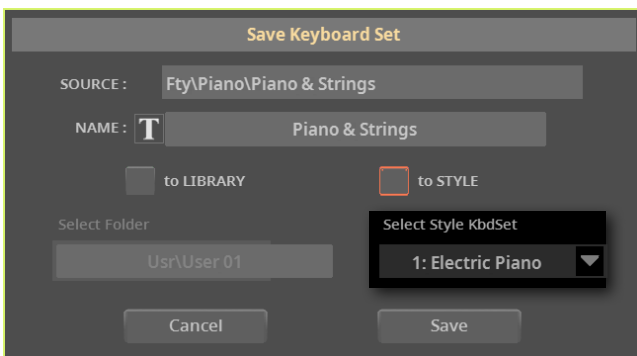 Save Keyboard Set
SOURCE : Fty\Piano\Piano & Strings
NAME : T Piano & Strings
to LIBRARY to STYLE
Select Folder Select Style KbdSet
Usr\User 01 1: Electric Piano
Cancel Save